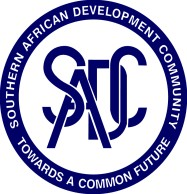 SOUTHERN AFRICAN DEVELOPMENT COMMUNITY
SADC
TOWARDS A COMMON FUTURE